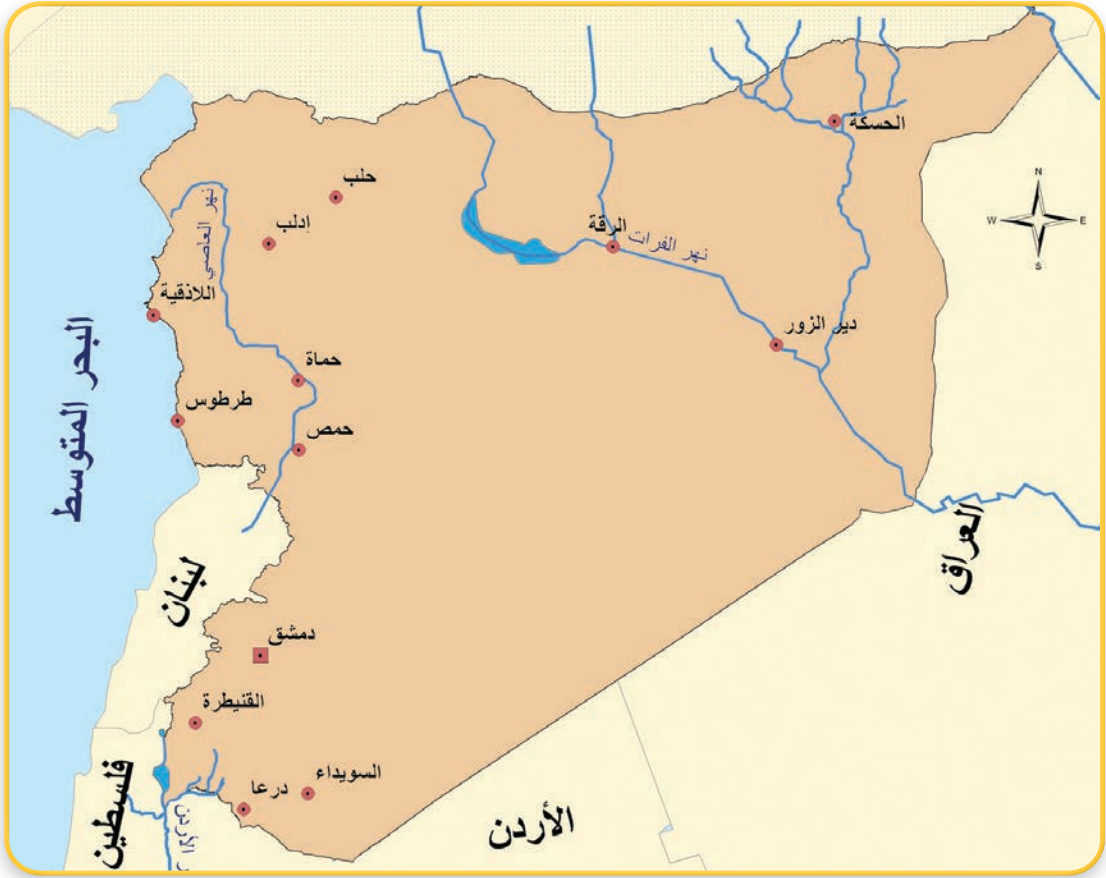 N
W
E
S
الحسكة
حلب
إدلب
الرقة
نهر الفرات
نهر العاصي
اللاذقية
دير الزور
حماة
طرطوس
حمص
البحر المتوسط
العراق
لبنان
دمشق
القنيطرة
السويداء
درعا
فلسطين
ر الأردن
الأردن